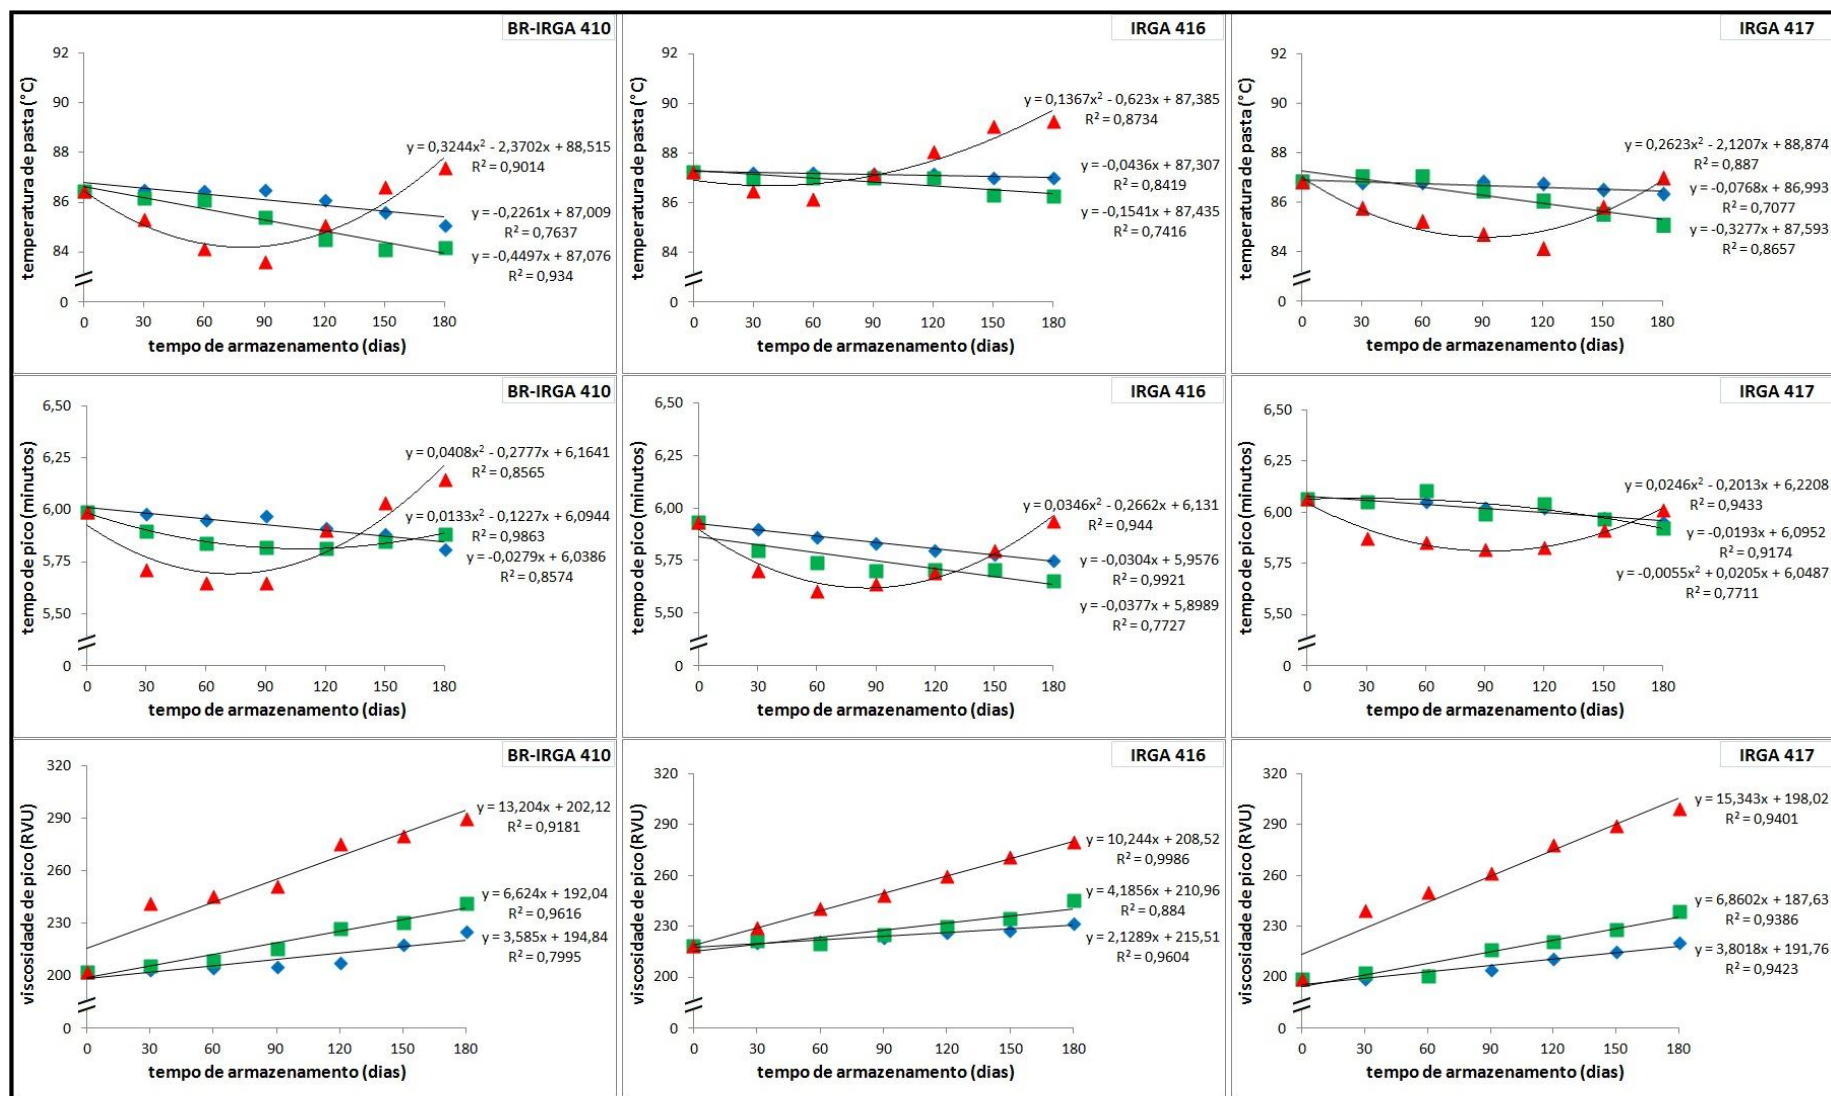 BR-IRGA 410
temperatura de pasta (°C)
92
90
88
86
84
0
0 30 60 90 120 150 180
tempo de armazenamento (dias)
y = 0,3244x² - 2,3702x + 88,515
R² = 0,9014
y = -0,2261x + 87,009
R² = 0,7637
y = -0,4497x + 87,076
R² = 0,934
IRGA 416
temperatura de pasta (°C)
92
90
88
86
84
0
0 30 60 90 120 150 180
tempo de armazenamento (dias)
y = 0,1367x² - 0,623x + 87,385
R² = 0,8734
y = -0,0436x + 87,307
R² = 0,8419
y = -0,1541x + 87,435
R² = 0,7416
IRGA 417
temperatura de pasta (°C)
92
90
88
86
84
0
0 30 60 90 120 150 180
tempo de armazenamento (dias)
y = 0,2623x² - 2,1207x + 88,874
R² = 0,887
y = -0,0768x + 86,993
R² = 0,7077
y = -0,3277x + 87,593
R² = 0,8657
BR-IRGA 410
tempo de pico (minutos)
6,50
6,25
6,00
5,75
5,50
0
0 30 60 90 120 150 180
tempo de armazenamento (dias)
y = 0,0408x² - 0,2777x + 6,1641
R² = 0,8565
y = 0,0133x² - 0,1227x + 6,0944
R² = 0,9863
y = -0,0279x + 6,0386
R² = 0,8574
IRGA 416
tempo de pico (minutos)
6,50
6,25
6,00
5,75
5,50
0
0 30 60 90 120 150 180
tempo de armazenamento (dias)
y = 0,0346x² - 0,2662x + 6,131
R² = 0,944
y = -0,0304x + 5,9576
R² = 0,9921
y = -0,0377x + 5,8989
R² = 0,7727
IRGA 417
tempo de pico (minutos)
6,50
6,25
6,00
5,75
5,50
0
0 30 60 90 120 150 180
tempo de armazenamento (dias)
y = 0,0246x² - 0,2013x + 6,2208
R² = 0,9433
y = -0,0193x + 6,0952
R² = 0,9174
y = -0,0055x² + 0,0205x + 6,0487
R² = 0,7711
BR-IRGA 410
viscosidade de pico (RVU)
320
290
260
230
200
0
0 30 60 90 120 150 180
tempo de armazenamento (dias)
y = 13,204x + 202,12
R² = 0,9181
y = 6,624x + 192,04
R² = 0,9616
y = 3,585x + 194,84
R² = 0,7995
IRGA 416
viscosidade de pico (RVU)
320
290
260
230
200
0
0 30 60 90 120 150 180
tempo de armazenamento (dias)
y = 10,244x + 208,52
R² = 0,9986
y = 4,1856x + 210,96
R² = 0,884
y = 2,1289x + 215,51
R² = 0,9604
IRGA 417
viscosidade de pico (RVU)
320
290
260
230
200
0
0 30 60 90 120 150 180
tempo de armazenamento (dias)
y = 15,343x + 198,02
R² = 0,9401
y = 6,8602x + 187,63
R² = 0,9386
y = 3,8018x + 191,76
R² = 0,9423